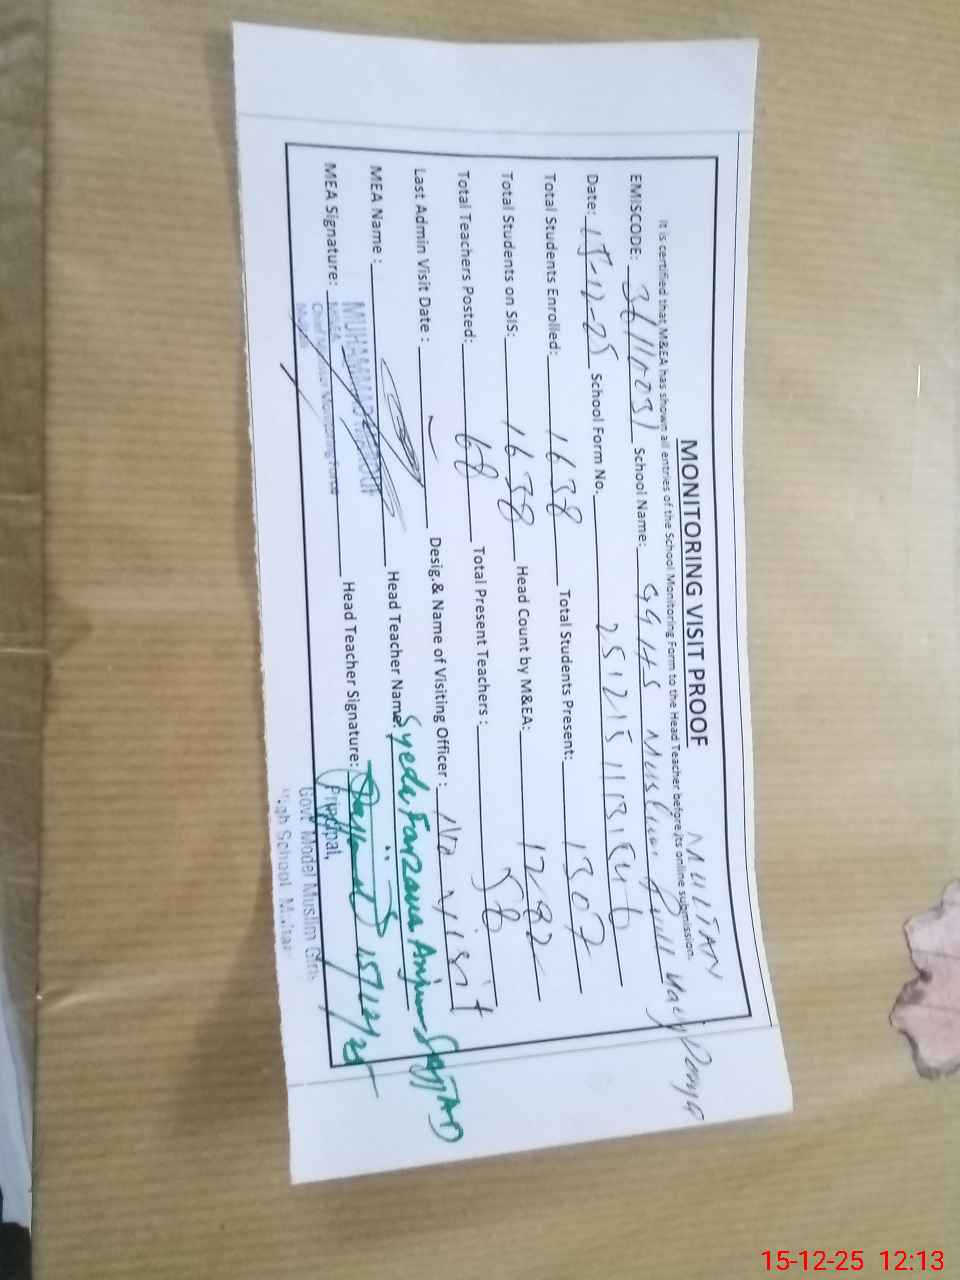 MULTAN
MONITORING VISIT PROOF
It is certified that M&EA has shown all entries of the School Monitoring Form to the Head Teacher before its online submission.
EMISCODE: School Name: GGHS Muslim
Date: 15-12-25 School Form No.
Total Students Enrolled: 1638 Total Students Present: 1307
Total Students on SIS: 1638 Head Count by M&EA: 1282
Total Teachers Posted: 68 Total Present Teachers : 58
Last Admin Visit Date : Desig.& Name of Visiting Officer : No Visit
MEA Name : MUHAMMAD Head Teacher Name: Syeda Farzana Anjum SAJJAD
MEA Signature: Head Teacher Signature: 15/12/25
Monitoring Force
Principal,
Govt Model Muslim Girls
High School Multan
15-12-25 12:13